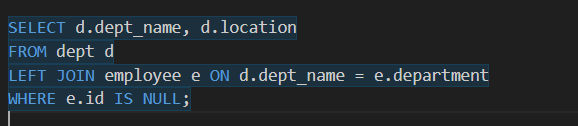 SELECT d.dept_name, d.location
FROM dept d
LEFT JOIN employee e ON d.dept_name = e.department
WHERE e.id IS NULL;